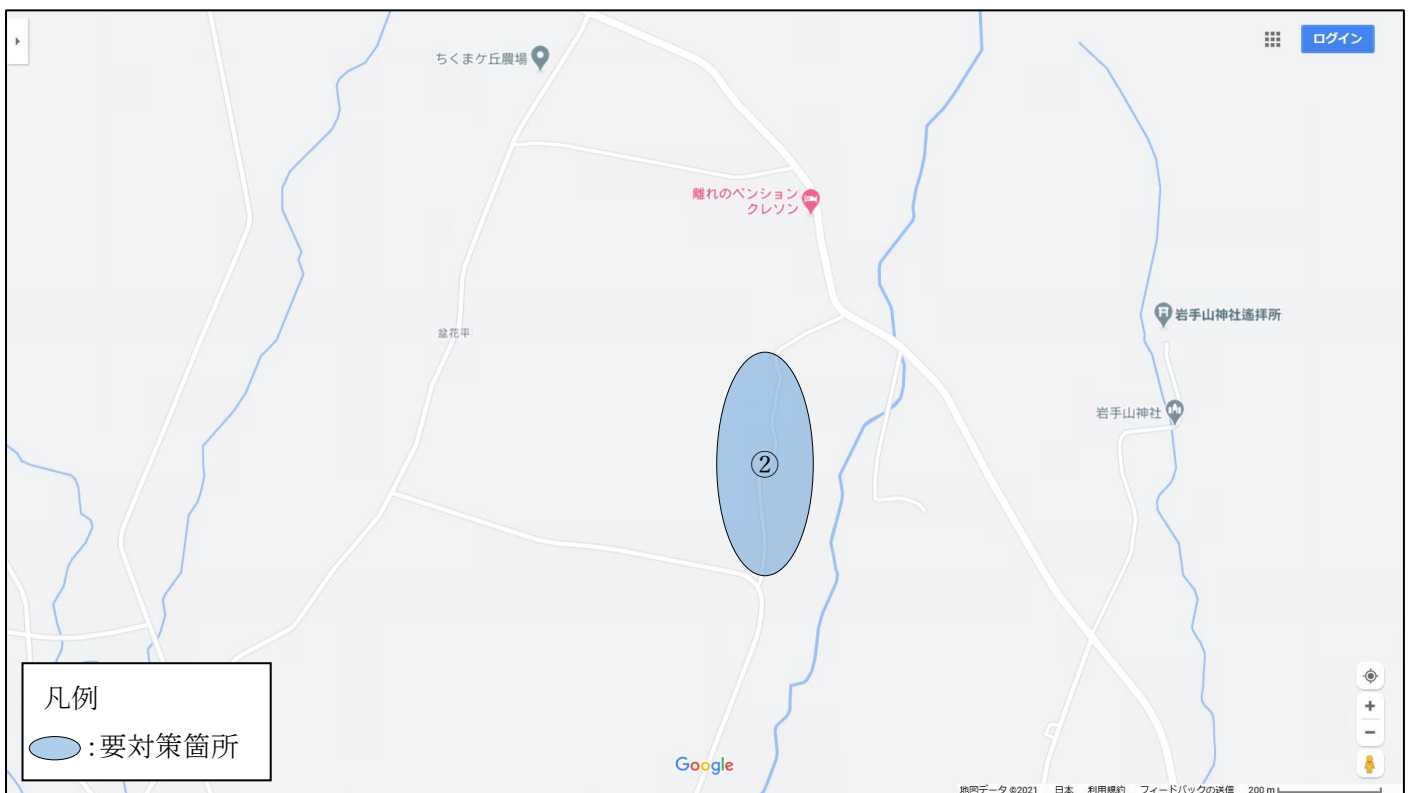 ちくまケ丘農場
ログイン
離れのペンション
クレソン
岩手山神社遙拝所
盆花平
岩手山神社
②
凡例
:要対策箇所
Google
地図データ ©2021 日本 利用規約 フィードバックの送信 200 m